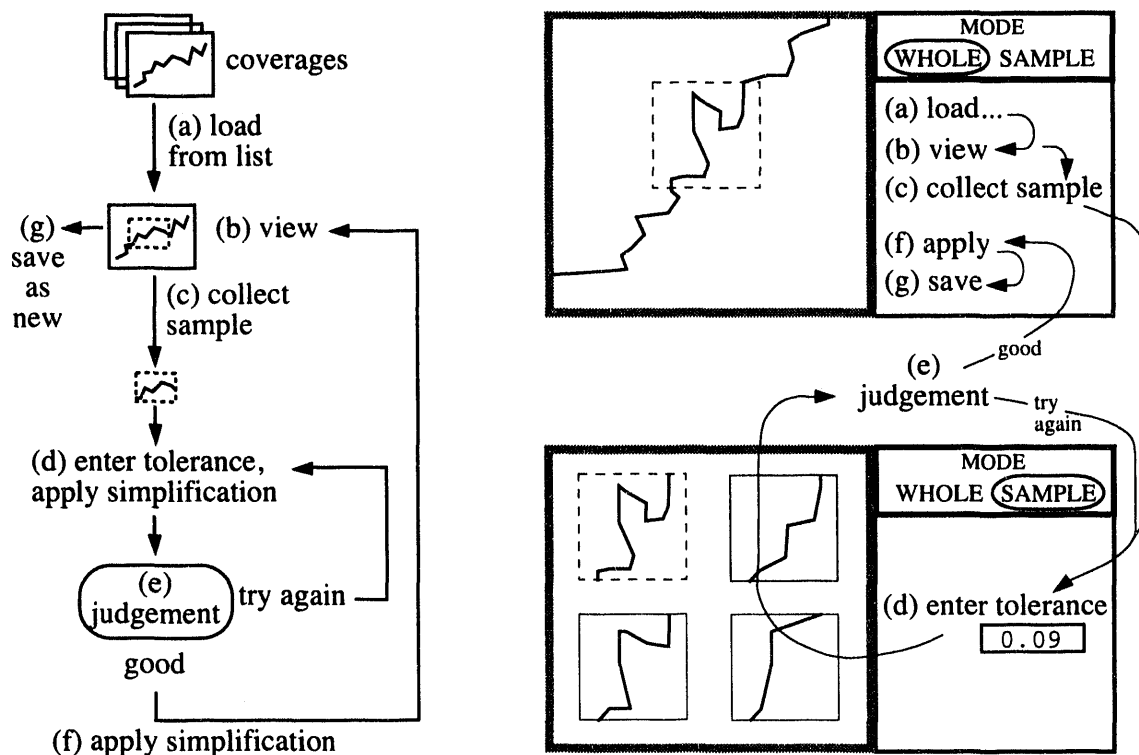 coverages
(a) load
from list
(g)
save
as
new
(b) view
(c) collect
sample
(d) enter tolerance,
apply simplification
(e)
judgement
try again
good
(f) apply simplification
MODE
WHOLE SAMPLE
(a) load...
(b) view
(c) collect sample
(f) apply
(g) save
good
(e)
judgement
try
again
MODE
WHOLE SAMPLE
(d) enter tolerance
0.09